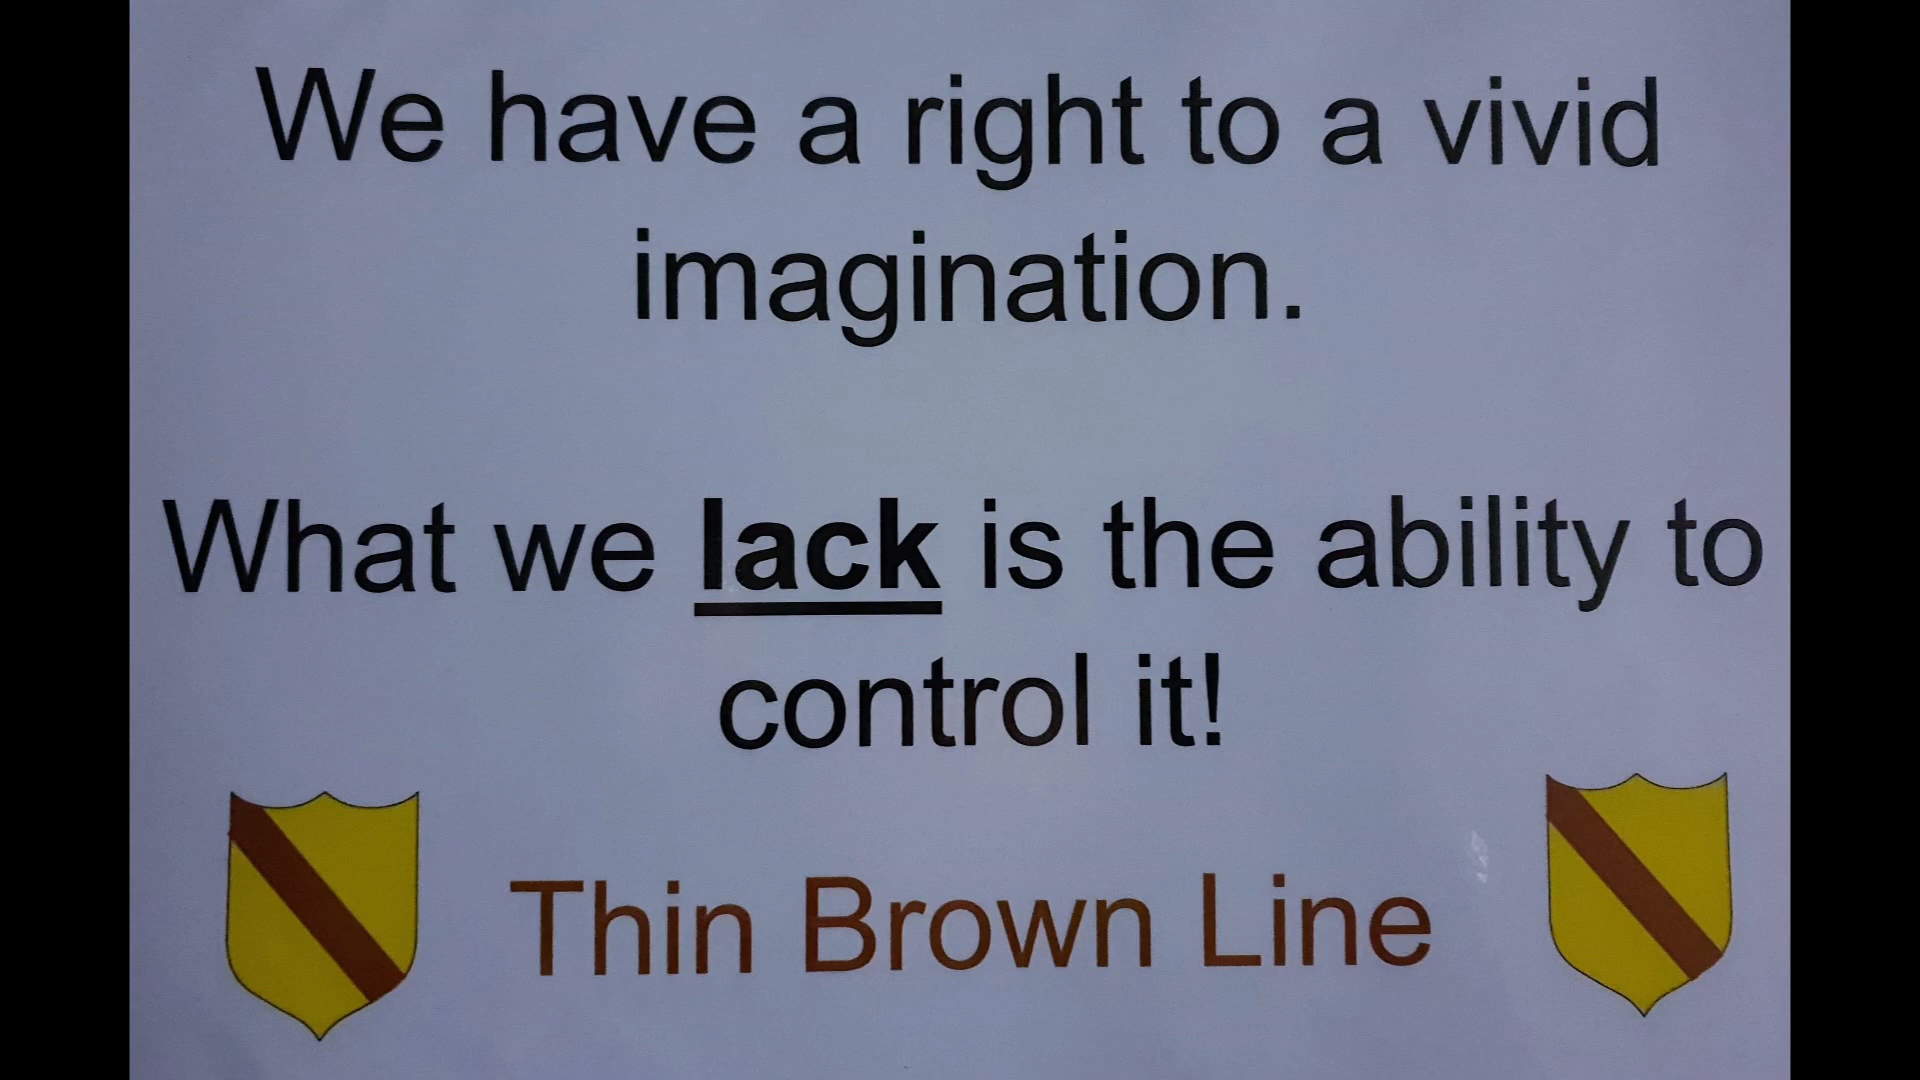 We have a right to a vivid
imagination.
What we lack is the ability to
control it!
Thin Brown Line